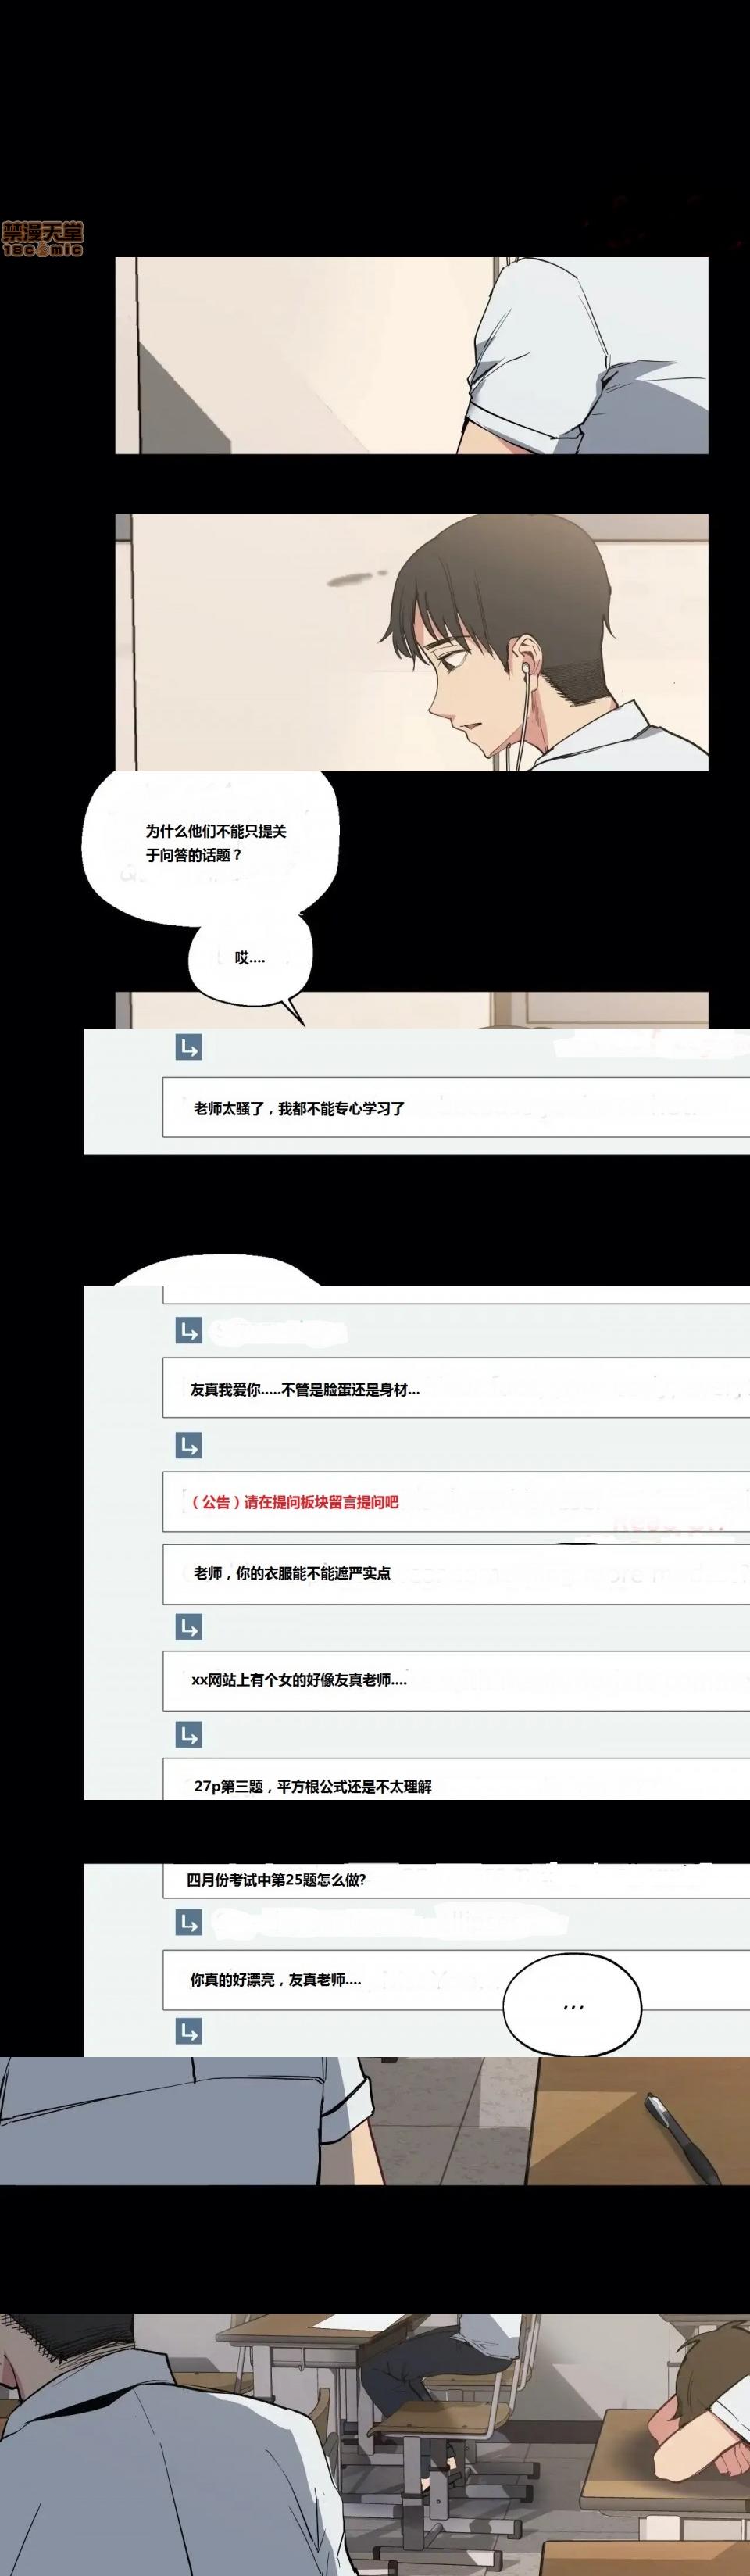 禁漫天堂
18comic
为什么他们不能只提关
于问答的话题？
哎....
老师太骚了，我都不能专心学习了
友真我爱你.....不管是脸蛋还是身材...
（公告）请在提问板块留言提问吧
老师，你的衣服能不能遮严实点
xx网站上有个女的好像友真老师....
27p第三题，平方根公式还是不太理解
四月份考试中第25题怎么做?
你真的好漂亮，友真老师....
...